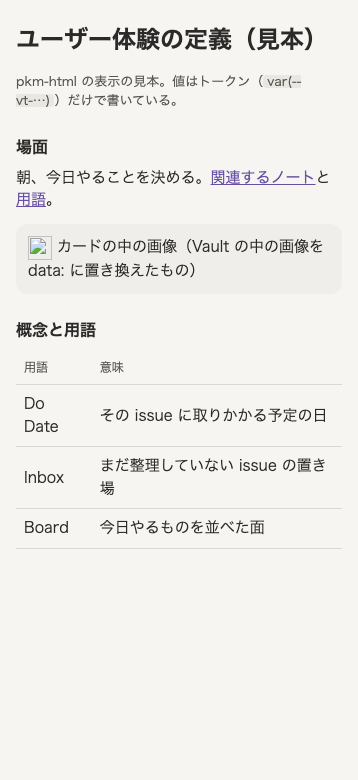 ユーザー体験の定義（見本）
pkm-html の表示の見本。値はトークン（ var(--
vt-…) ）だけで書いている。
場面
朝、今日やることを決める。関連するノートと
用語。
カードの中の画像（Vault の中の画像を
data: に置き換えたもの）
概念と用語
用語 意味
Do
Date
その issue に取りかかる予定の日
Inbox
まだ整理していない issue の置き
場
Board 今日やるものを並べた面